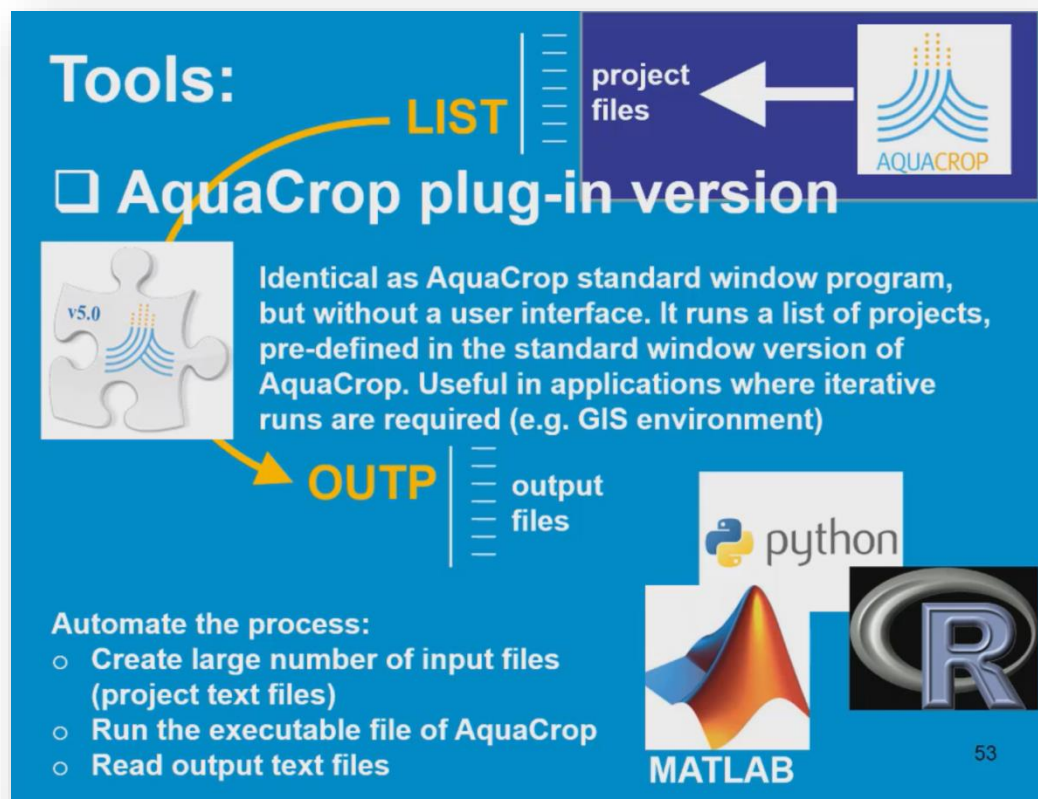 Tools:
LIST
project
files
AQUACROP
❑ AquaCrop plug-in version
v5.0
Identical as AquaCrop standard window program,
but without a user interface. It runs a list of projects,
pre-defined in the standard window version of
AquaCrop. Useful in applications where iterative
runs are required (e.g. GIS environment)
OUTP
output
files
python
Automate the process:
o Create large number of input files
(project text files)
o Run the executable file of AquaCrop
o Read output text files
R
MATLAB
53